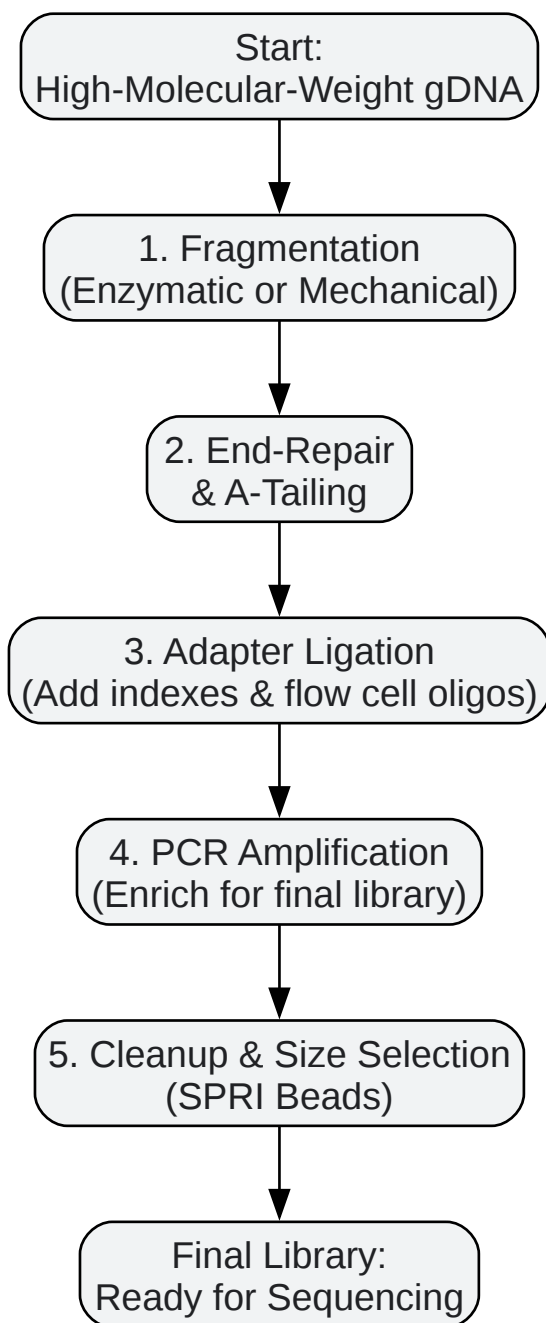 Start:
High-Molecular-Weight gDNA
1. Fragmentation
(Enzymatic or Mechanical)
2. End-Repair
& A-Tailing
3. Adapter Ligation
(Add indexes & flow cell oligos)
4. PCR Amplification
(Enrich for final library)
5. Cleanup & Size Selection
(SPRI Beads)
Final Library:
Ready for Sequencing